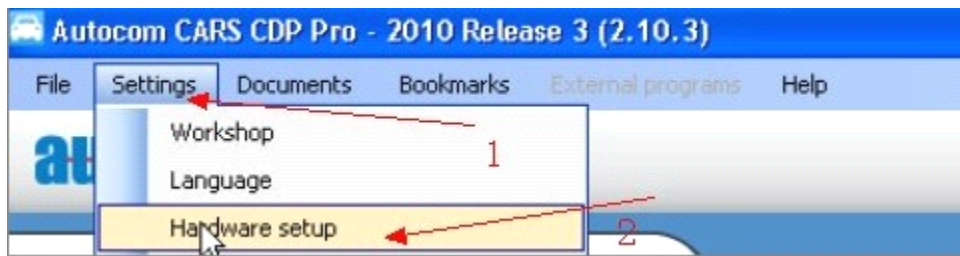 Autocom CARS CDP Pro - 2010 Release 3 (2.10.3)
File Settings Documents Bookmarks External programs Help
au
Workshop
1
Language
Hardware setup
2